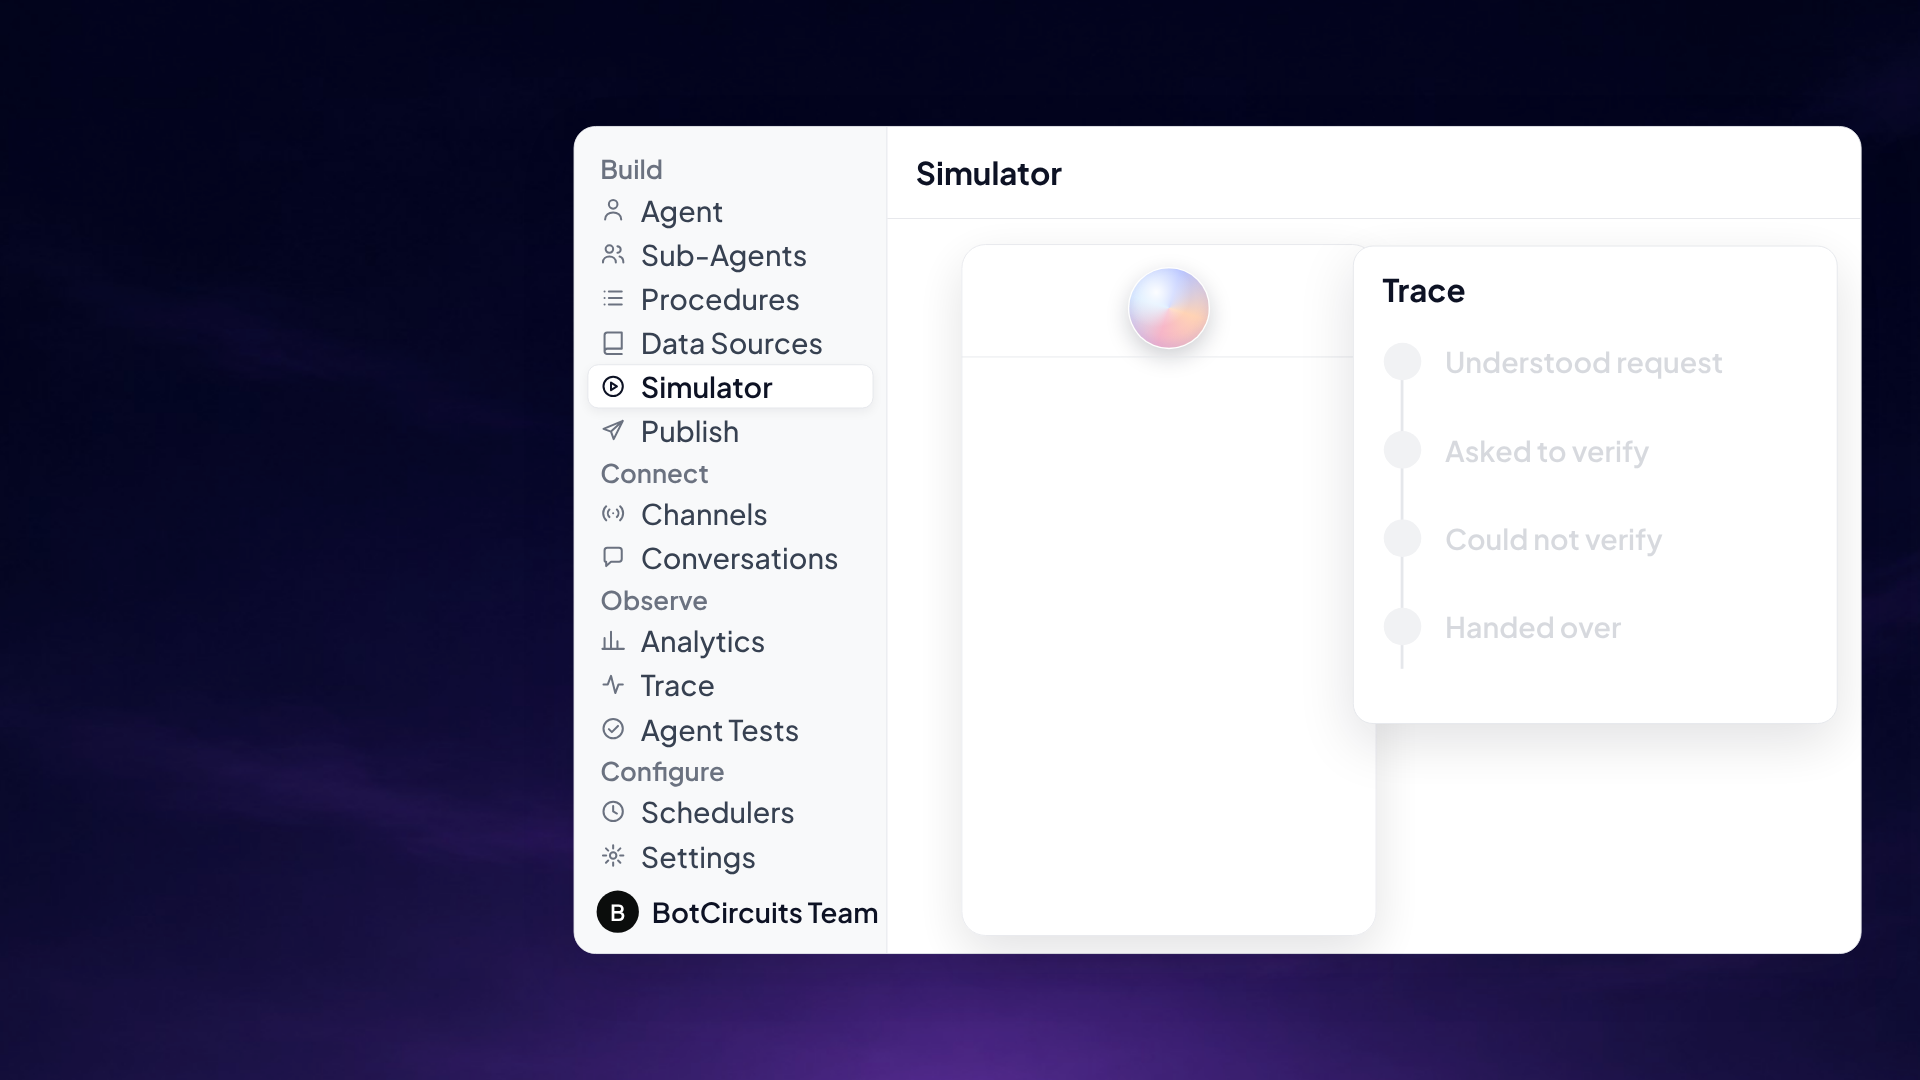 Build
Agent
Sub-Agents
Procedures
Data Sources
Simulator
Publish
Connect
Channels
Conversations
Observe
Analytics
Trace
Agent Tests
Configure
Schedulers
Settings
B BotCircuits Team
Simulator
Trace
Understood request
Asked to verify
Could not verify
Handed over